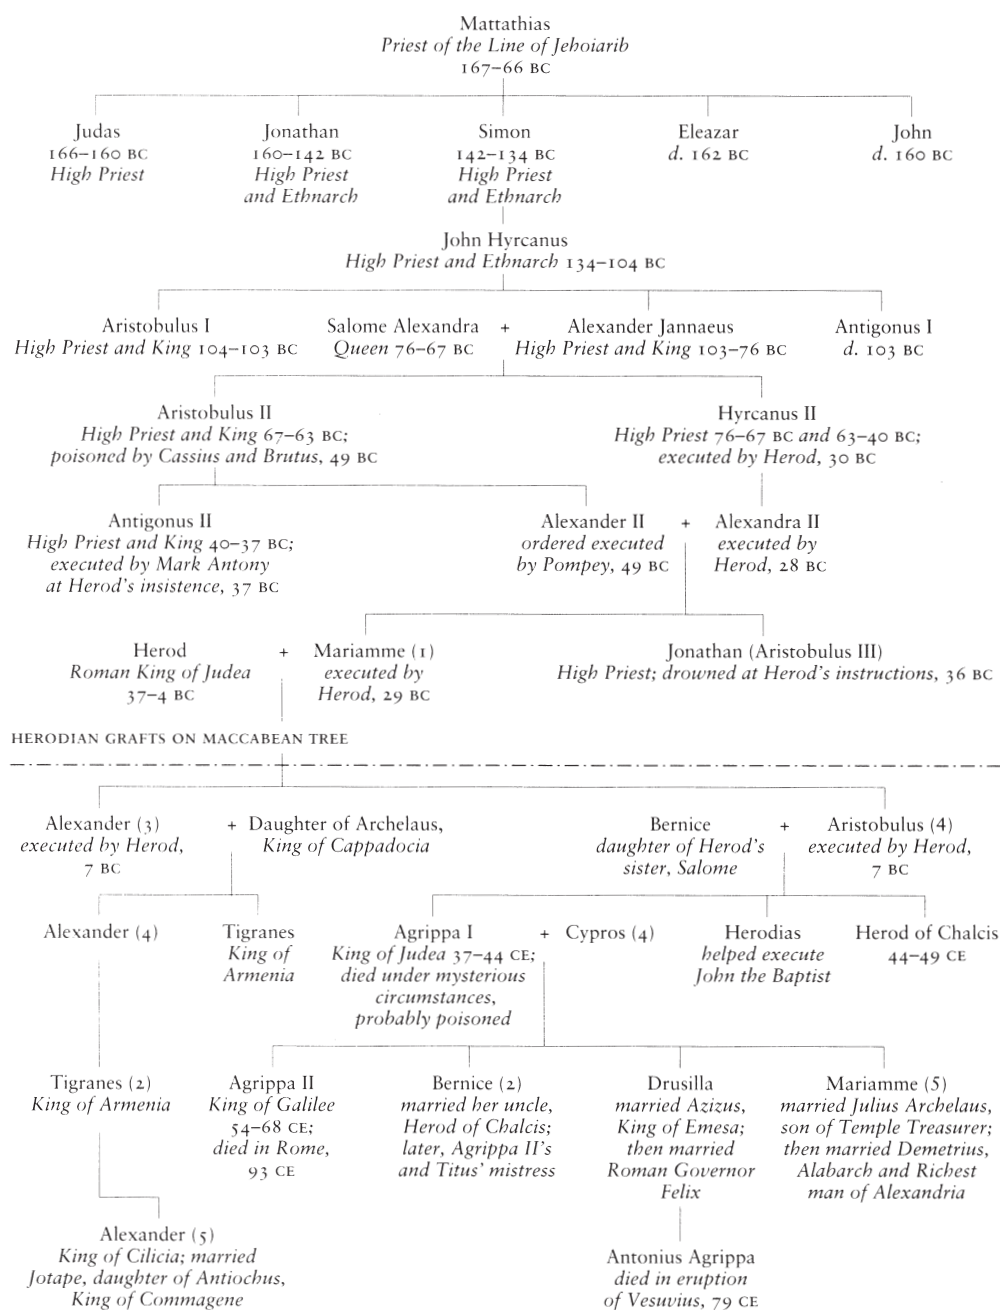 Mattathias
Priest of the Line of Jehoiarib
167–66 BC
Judas
166–160 BC
High Priest
Jonathan
160–142 BC
High Priest
and Ethnarch
Simon
142–134 BC
High Priest
and Ethnarch
Eleazar
d. 162 BC
John
d. 160 BC
John Hyrcanus
High Priest and Ethnarch 134–104 BC
Aristobulus I
High Priest and King 104–103 BC
Salome Alexandra
Queen 76–67 BC
+
Alexander Jannaeus
High Priest and King 103–76 BC
Antigonus I
d. 103 BC
Aristobulus II
High Priest and King 67–63 BC;
poisoned by Cassius and Brutus, 49 BC
Hyrcanus II
High Priest 76–67 BC and 63–40 BC;
executed by Herod, 30 BC
Antigonus II
High Priest and King 40–37 BC;
executed by Mark Antony
at Herod's insistence, 37 BC
Alexander II
ordered executed
by Pompey, 49 BC
+
Alexandra II
executed by
Herod, 28 BC
Herod
Roman King of Judea
37–4 BC
+
Mariamme (1)
executed by
Herod, 29 BC
Jonathan (Aristobulus III)
High Priest; drowned at Herod's instructions, 36 BC
HERODIAN GRAFTS ON MACCABEAN TREE
Alexander (3)
executed by Herod,
7 BC
+
Daughter of Archelaus,
King of Cappadocia
Bernice
daughter of Herod's
sister, Salome
+
Aristobulus (4)
executed by Herod,
7 BC
Alexander (4)
Tigranes
King of
Armenia
Agrippa I
King of Judea 37–44 CE;
died under mysterious
circumstances,
probably poisoned
+
Cypros (4)
Herodias
helped execute
John the Baptist
Herod of Chalcis
44–49 CE
Tigranes (2)
King of Armenia
Agrippa II
King of Galilee
54–68 CE;
died in Rome,
93 CE
Bernice (2)
married her uncle,
Herod of Chalcis;
later, Agrippa II's
and Titus' mistress
Drusilla
married Azizus,
King of Emesa;
then married
Roman Governor
Felix
Mariamme (5)
married Julius Archelaus,
son of Temple Treasurer;
then married Demetrius,
Alabarch and Richest
man of Alexandria
Alexander (5)
King of Cilicia; married
Jotape, daughter of Antiochus,
King of Commagene
Antonius Agrippa
died in eruption
of Vesuvius, 79 CE